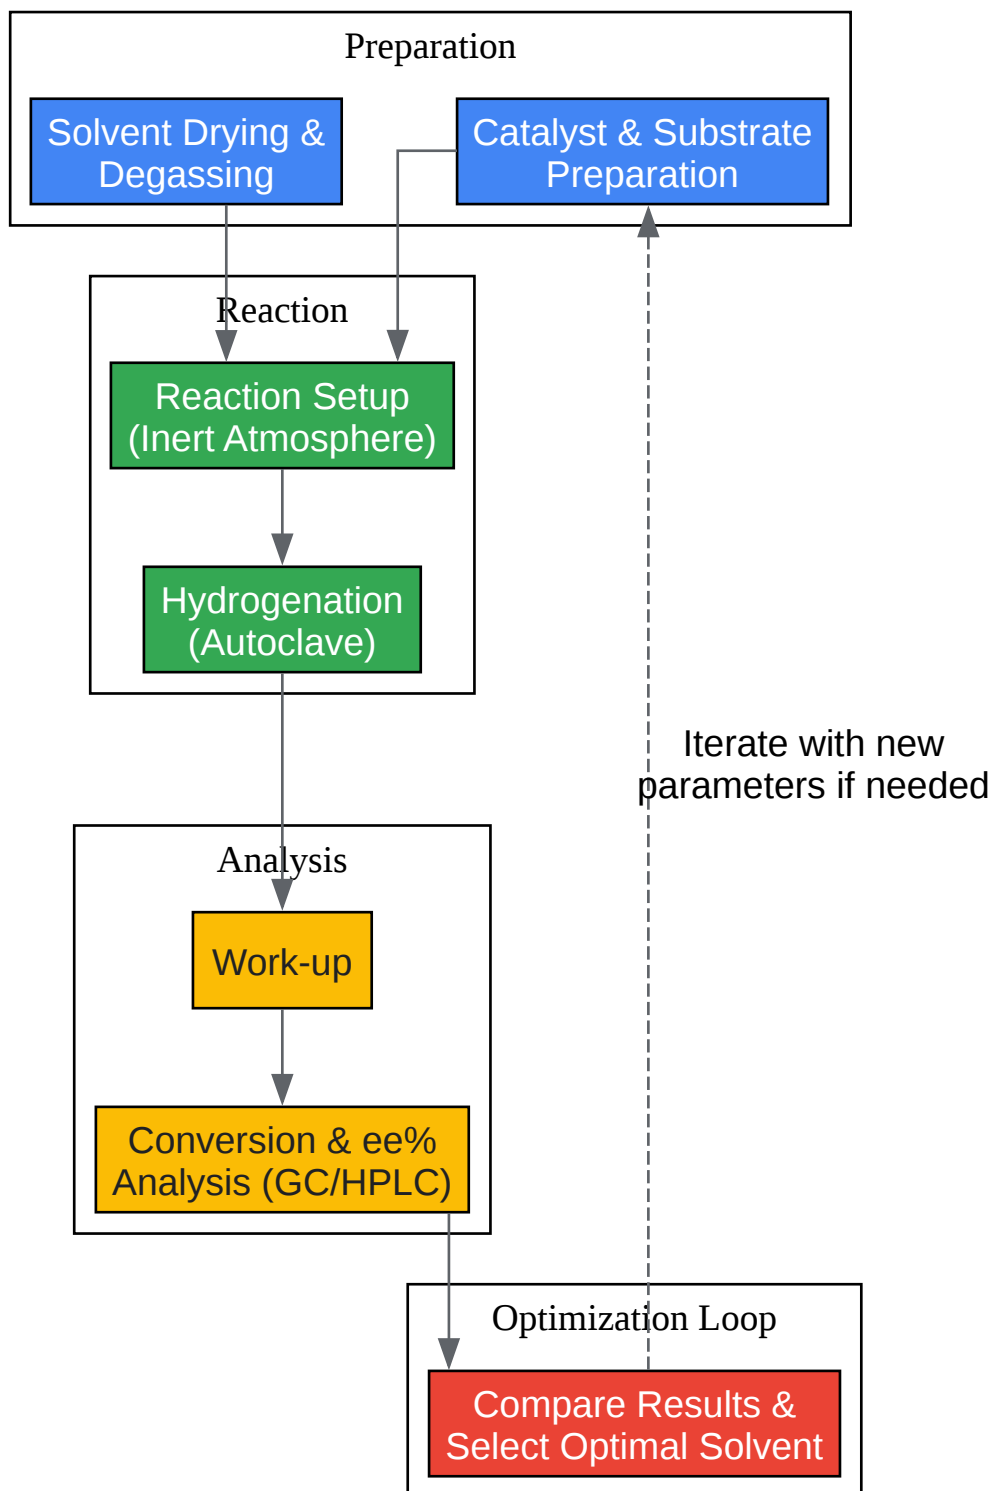 Preparation
Solvent Drying &
Degassing
Catalyst & Substrate
Preparation
Reaction
Reaction Setup
(Inert Atmosphere)
Hydrogenation
(Autoclave)
Iterate with new
parameters if needed
Analysis
Work-up
Conversion & ee%
Analysis (GC/HPLC)
Optimization Loop
Compare Results &
Select Optimal Solvent